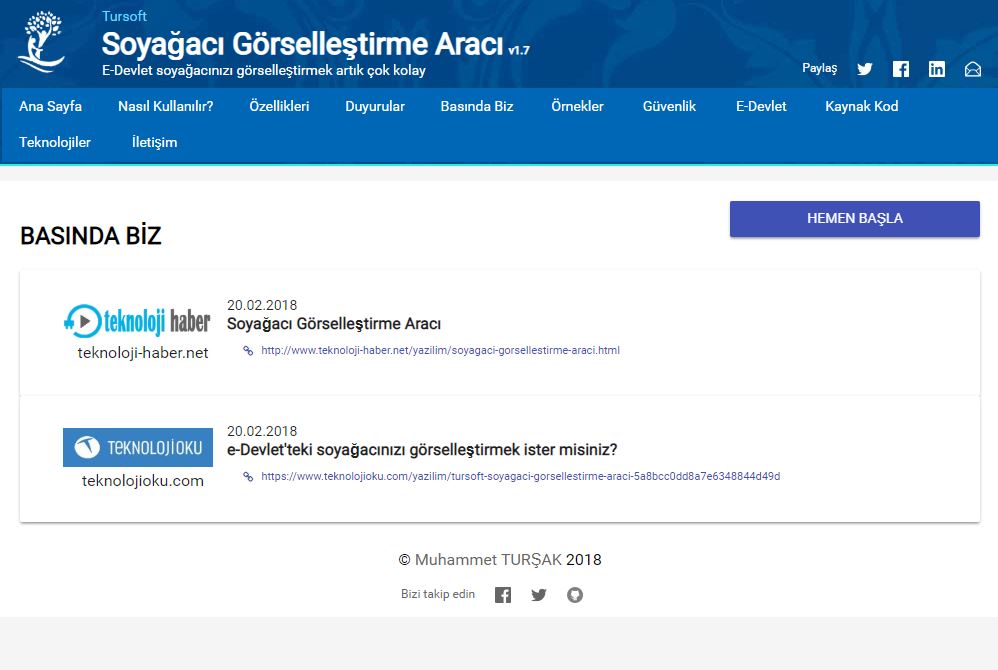 Tursoft
Soyağacı Görselleştirme Aracı v1.7
E-Devlet soyağacınızı görselleştirmek artık çok kolay
Paylaş
Ana Sayfa Nasıl Kullanılır? Özellikleri Duyurular Basında Biz Örnekler Güvenlik E-Devlet Kaynak Kod
Teknolojiler İletişim
HEMEN BAŞLA
BASINDA BİZ
teknoloji haber
teknoloji-haber.net
20.02.2018
Soyağacı Görselleştirme Aracı
http://www.teknoloji-haber.net/yazilim/soyagaci-gorsellestirme-araci.html
TEKNOLOJİOKU
teknolojioku.com
20.02.2018
e-Devlet'teki soyağacınızı görselleştirmek ister misiniz?
https://www.teknolojioku.com/yazilim/tursoft-soyagaci-gorsellestirme-araci-5a8bcc0dd8a7e6348844d49d
© Muhammet TURŞAK 2018
Bizi takip edin